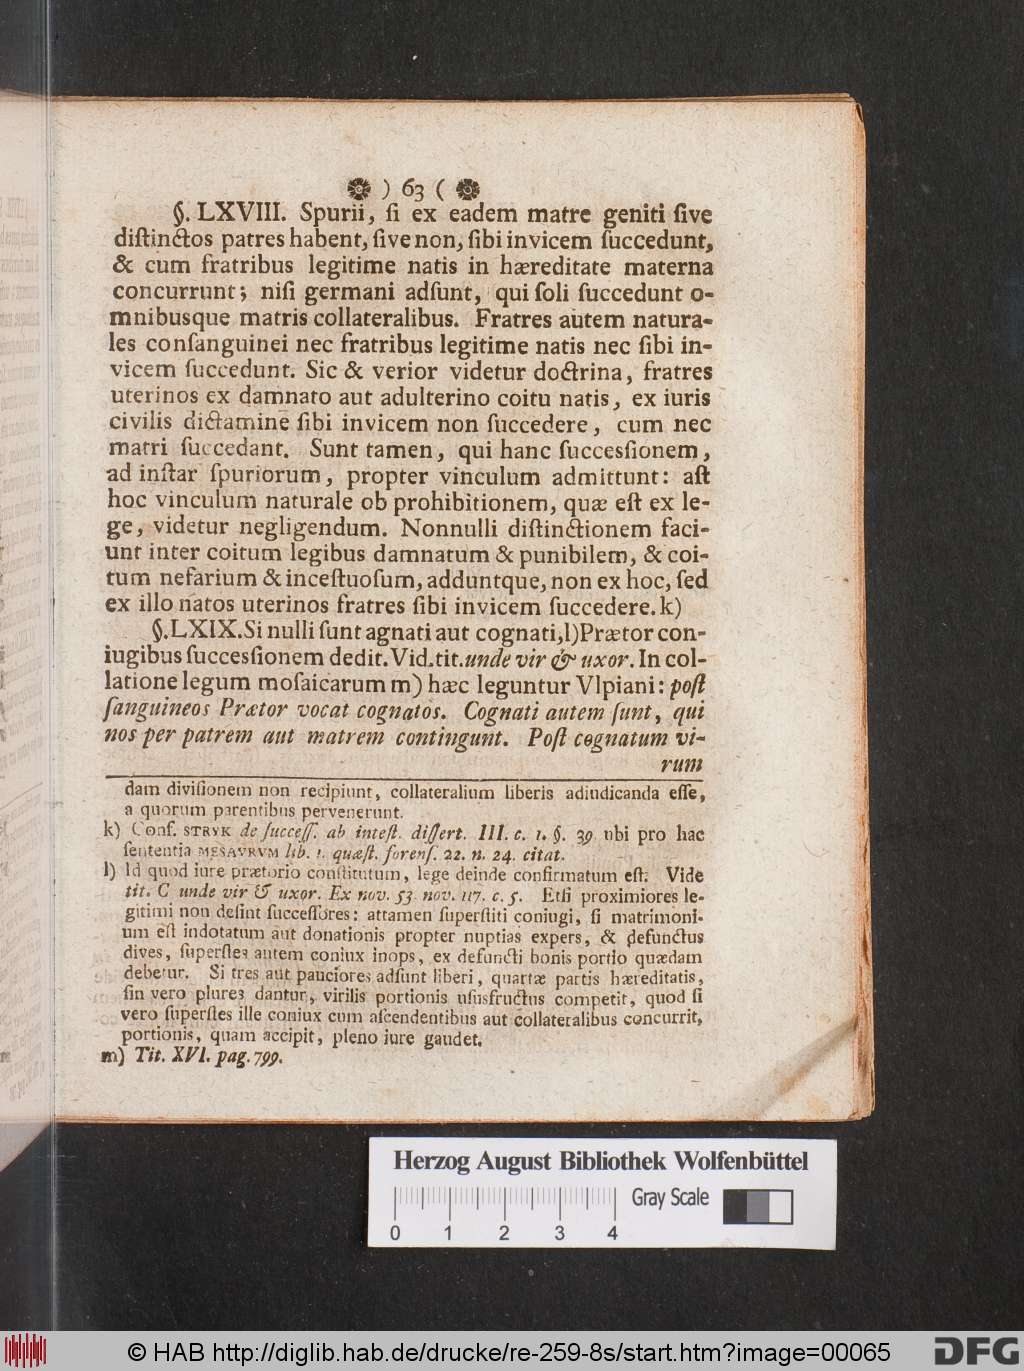 ) 63 (
§. LXVIII. Spurii, ſi ex eadem matre geniti ſive
diſtinctos patres habent, ſive non, ſibi invicem ſuccedunt,
& cum fratribus legitime natis in hæreditate materna
concurrunt; niſi germani adſunt, qui ſoli ſuccedunt o-
mnibusque matris collateralibus. Fratres autem natura-
les conſanguinei nec fratribus legitime natis nec ſibi in-
vicem ſuccedunt. Sic & verior videtur doctrina, fratres
uterinos ex damnato aut adulterino coitu natis, ex iuris
civilis dictamine ſibi invicem non ſuccedere, cum nec
matri ſuccedant. Sunt tamen, qui hanc ſuccesſionem,
ad inſtar ſpuriorum, propter vinculum admittunt: aſt
hoc vinculum naturale ob prohibitionem, quæ eſt ex le-
ge, videtur negligendum. Nonnulli diſtinctionem faci-
unt inter coitum legibus damnatum & punibilem, & coi-
tum nefarium & inceſtuoſum, adduntque, non ex hoc, ſed
ex illo natos uterinos fratres ſibi invicem ſuccedere. k)
§. LXIX. Si nulli ſunt agnati aut cognati, l) Prætor con-
iugibus ſuccesſionem dedit. Vid. tit. unde vir & uxor. In col-
latione legum moſaicarum m) hæc leguntur Vlpiani: poſt
ſanguineos Prætor vocat cognatos. Cognati autem ſunt, qui
nos per patrem aut matrem contingunt. Poſt cognatum vi-
rum
dam diviſionem non recipiunt, collateralium liberis adiudicanda eſſe,
a quorum parentibus pervenerunt.
k) Conf. STRYK de ſucceſſ. ab inteſt. diſſert. III. c. 1. §. 39 ubi pro hac
ſententia MESAVRVM lib. 1. quæſt. forenſ. 22. n. 24. citat.
l) Id quod iure prætorio conſtitutum, lege deinde confirmatum eſt. Vide
tit. C unde vir & uxor. Ex nov. 53 nov. 117. c. 5. Etſi proximiores le-
gitimi non deſint ſucceſſores: attamen ſuperſtiti coniugi, ſi matrimoni-
um eſt indotatum aut donationis propter nuptias expers, & defunctus
dives, ſuperſtes autem coniux inops, ex defuncti bonis portio quædam
debetur. Si tres aut pauciores adſunt liberi, quartæ partis hæreditatis,
ſin vero plures dantur, virilis portionis uſusfructus competit, quod ſi
vero ſuperſtes ille coniux cum aſcendentibus aut collateralibus concurrit,
portionis, quam accipit, pleno iure gaudet.
m) Tit. XVI. pag. 799.
Herzog August Bibliothek Wolfenbüttel
Gray Scale
0 1 2 3 4
© HAB http://diglib.hab.de/drucke/re-259-8s/start.htm?image=00065
DFG